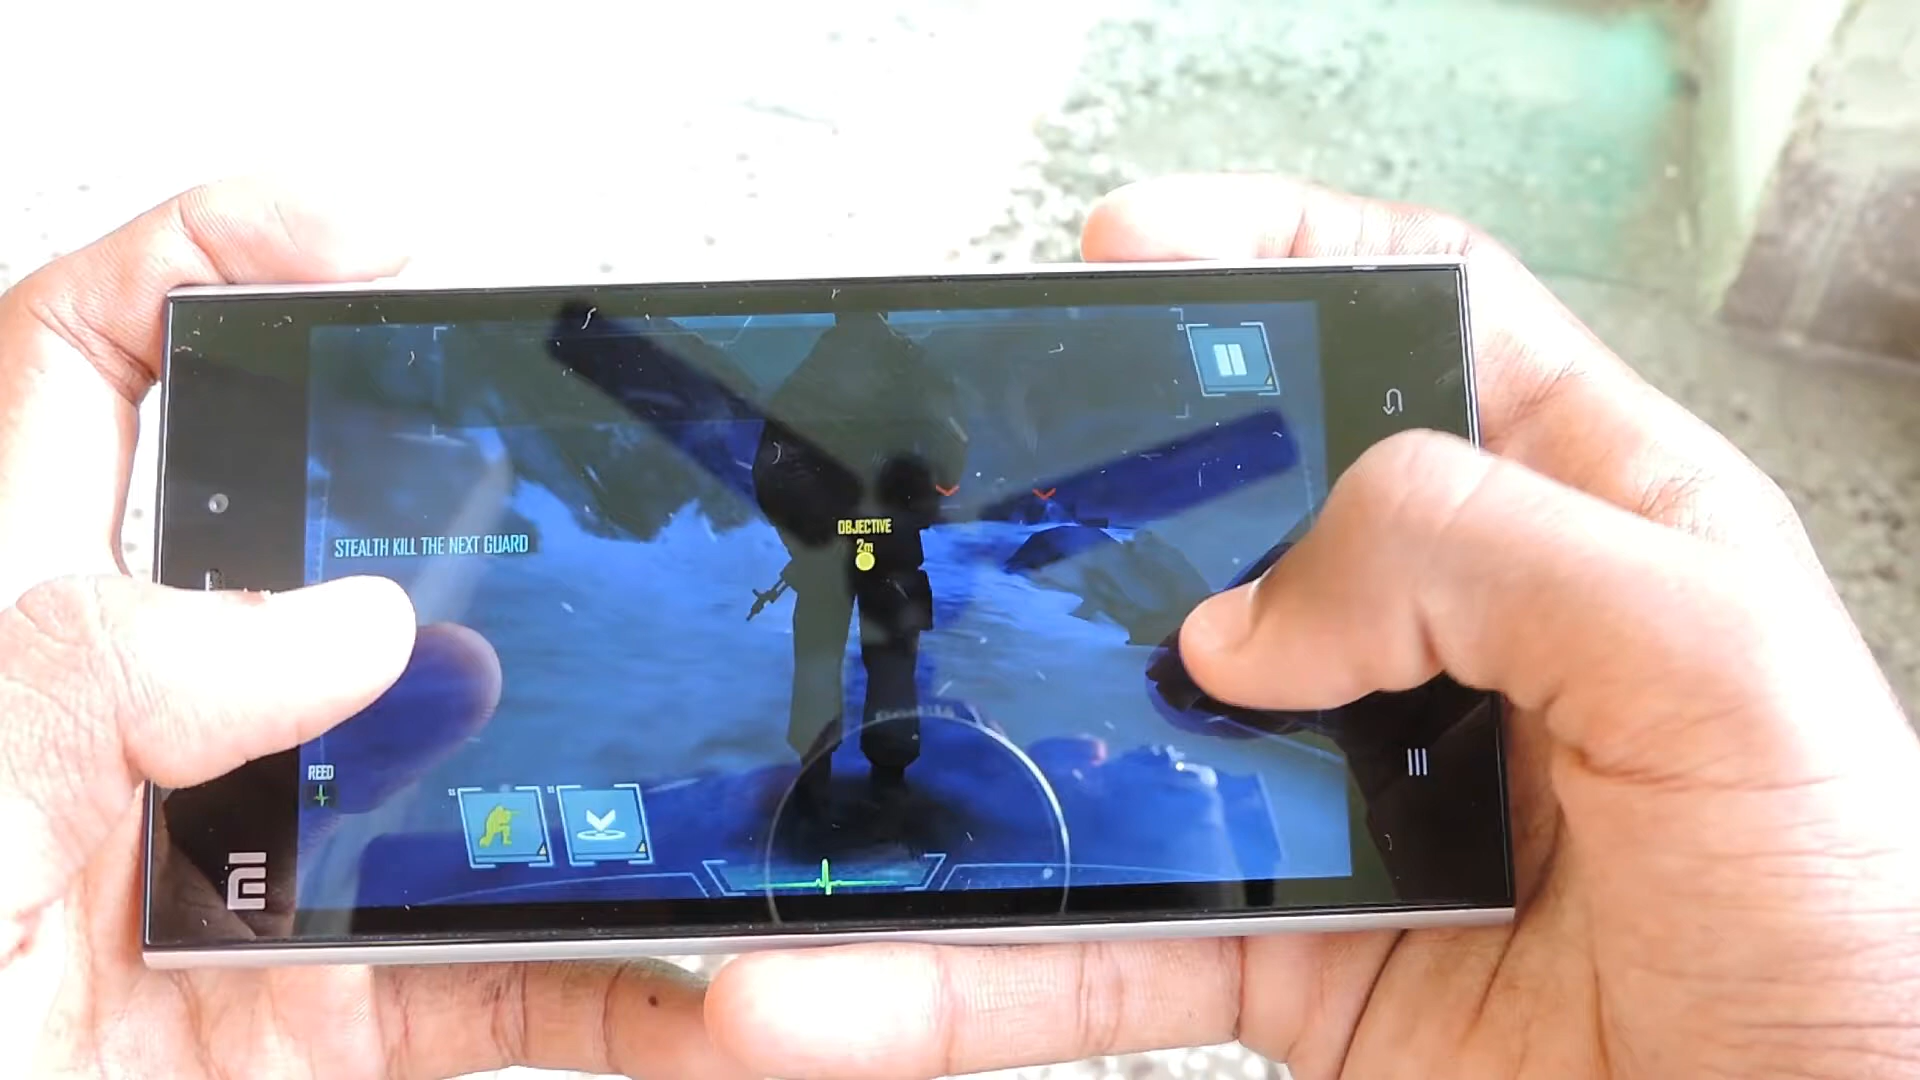 STEALTH KILL THE NEXT GUARD
OBJECTIVE
2m
REED
mi